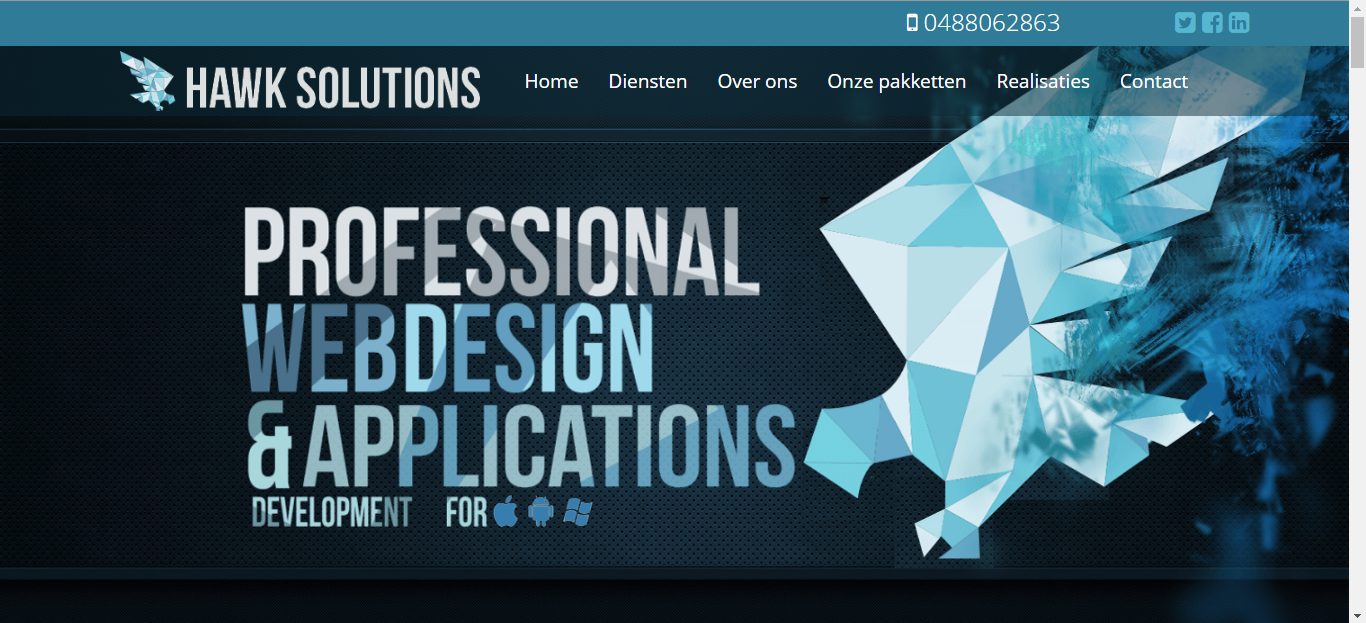 0488062863
HAWK SOLUTIONS
Home Diensten Over ons Onze pakketten Realisaties Contact
PROFESSIONAL
WEBDESIGN
& APPLICATIONS
DEVELOPMENT FOR